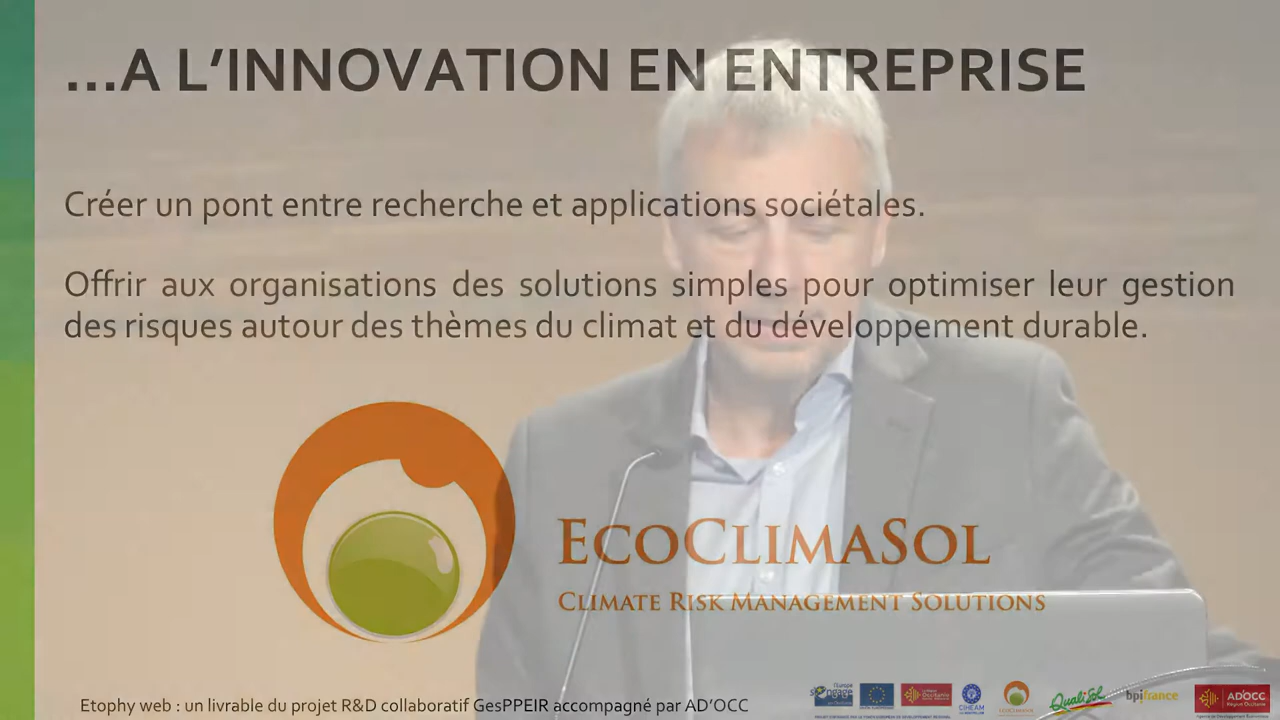 ...A L'INNOVATION EN ENTREPRISE
Créer un pont entre recherche et applications sociétales.
Offrir aux organisations des solutions simples pour optimiser leur gestion
des risques autour des thèmes du climat et du développement durable.
ECOCLIMASOL
CLIMATE RISK MANAGEMENT SOLUTIONS
Etophy web : un livrable du projet R&D collaboratif GesPPEIR accompagné par AD'OCC
CIHEAM
QualiSol
bpifrance
AD'OCC